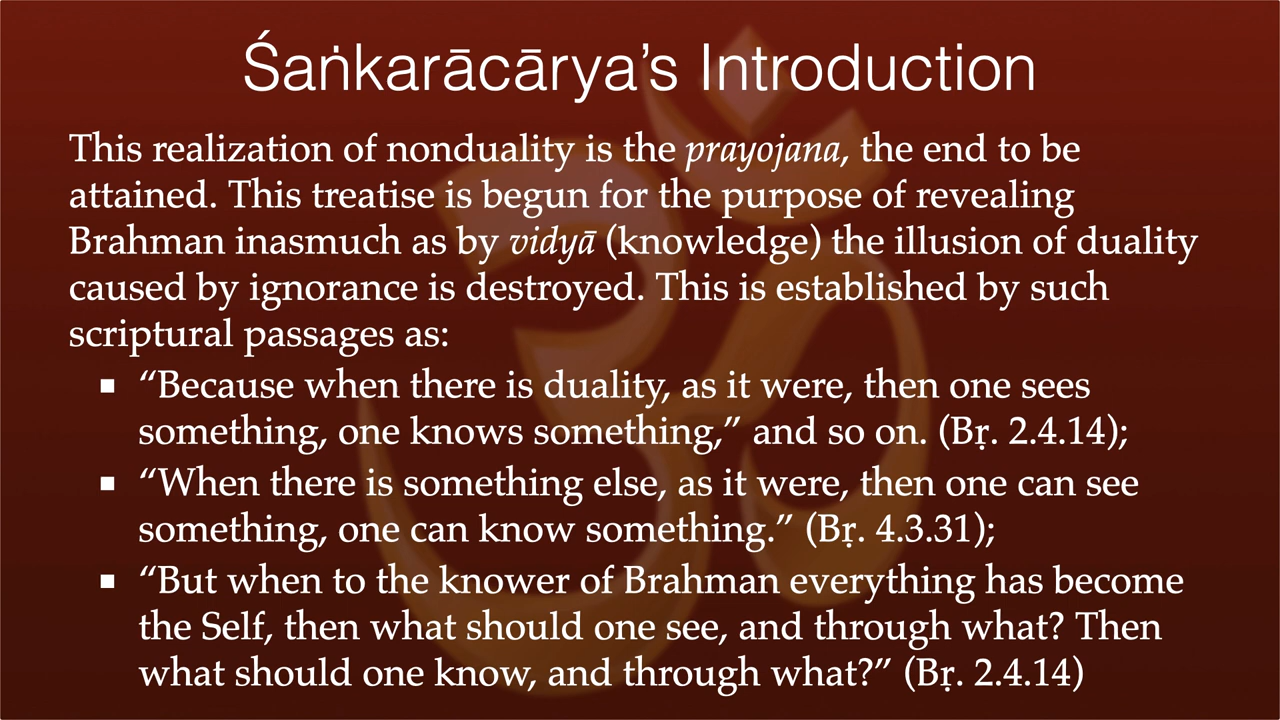 Śaṅkarācārya’s Introduction
This realization of nonduality is the prayojana, the end to be
attained. This treatise is begun for the purpose of revealing
Brahman inasmuch as by vidyā (knowledge) the illusion of duality
caused by ignorance is destroyed. This is established by such
scriptural passages as:
▪ “Because when there is duality, as it were, then one sees
something, one knows something,” and so on. (Bṛ. 2.4.14);
▪ “When there is something else, as it were, then one can see
something, one can know something.” (Bṛ. 4.3.31);
▪ “But when to the knower of Brahman everything has become
the Self, then what should one see, and through what? Then
what should one know, and through what?” (Bṛ. 2.4.14)